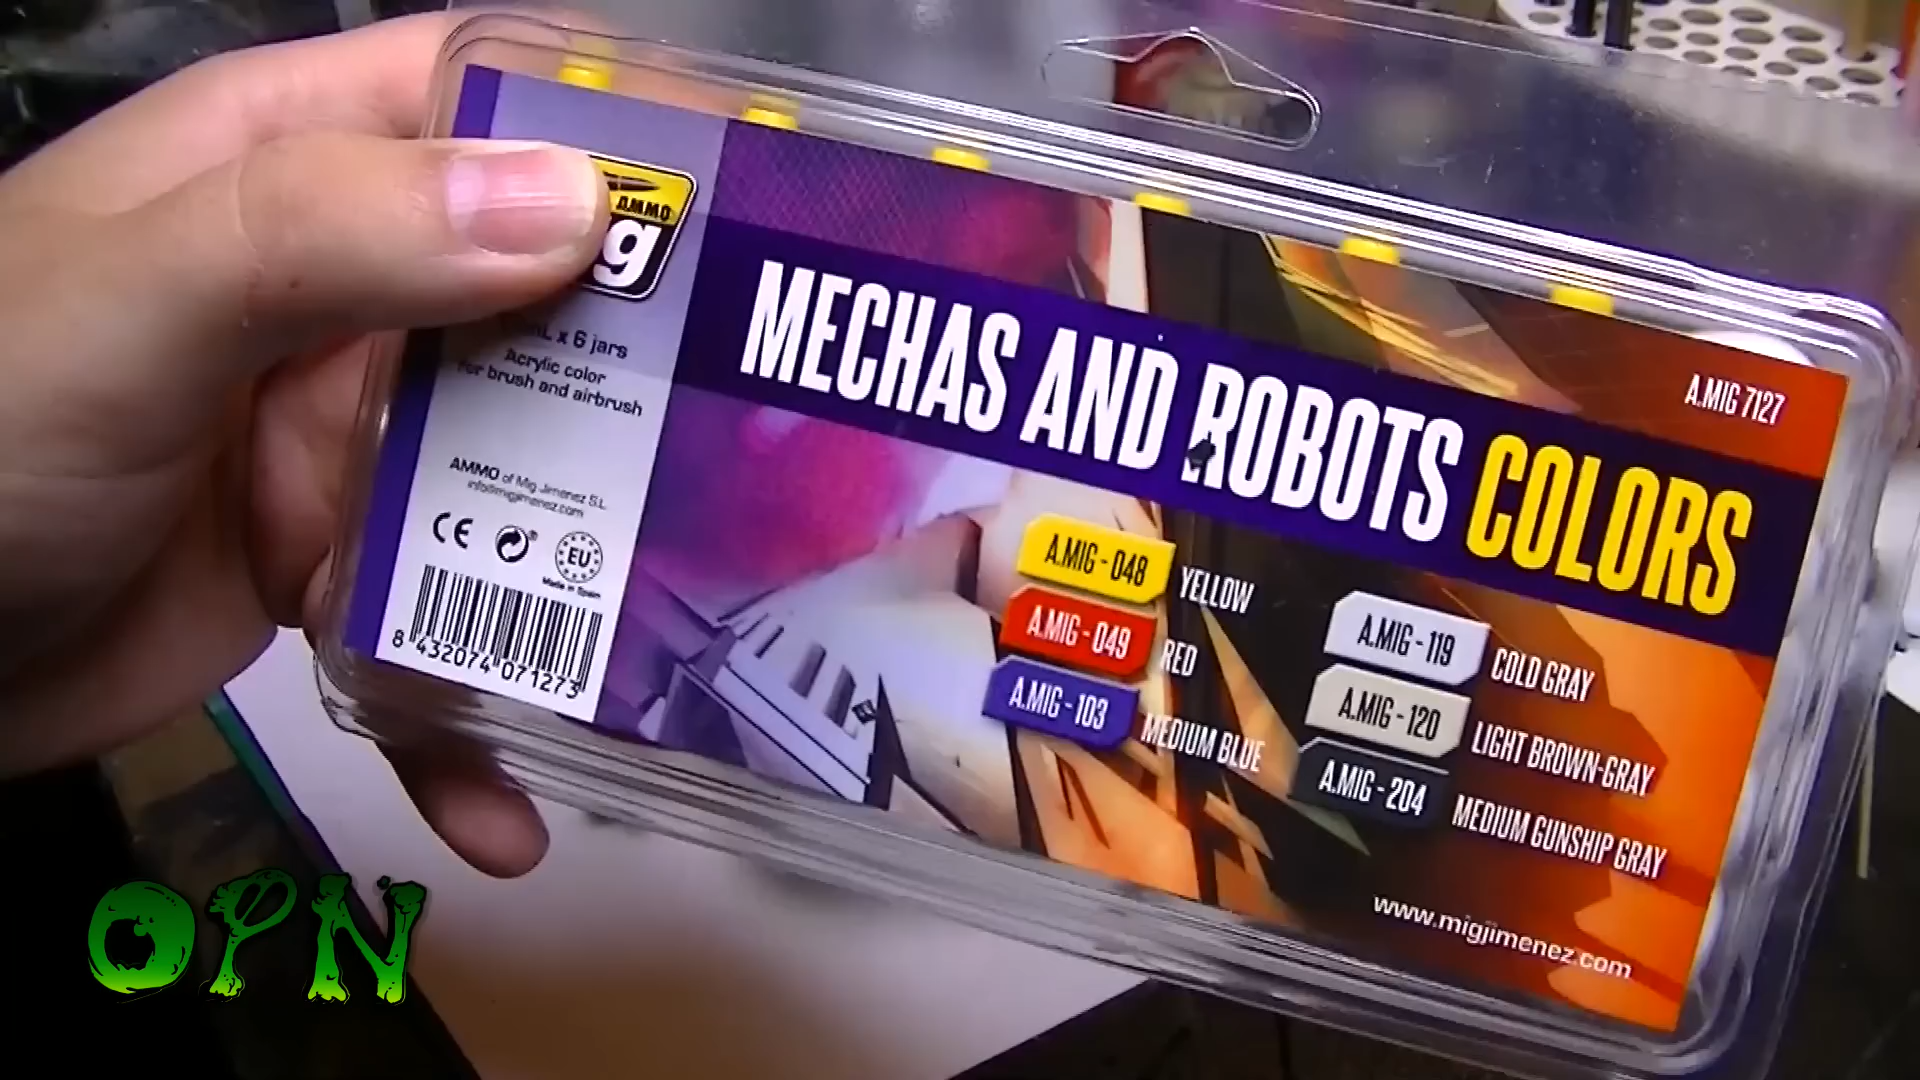 AMMO
g
x 6 jars
Acrylic color
for brush and airbrush
AMMO of Mig Jimenez S.L.
info@migjimenez.com
CE
EU
Made in Spain
8 432074 071273
MECHAS AND ROBOTS COLORS
A.MIG 7127
A.MIG - 048 YELLOW
A.MIG - 049 RED
A.MIG - 103 MEDIUM BLUE
A.MIG - 119 COLD GRAY
A.MIG - 120 LIGHT BROWN-GRAY
A.MIG - 204 MEDIUM GUNSHIP GRAY
www.migjimenez.com
OPN